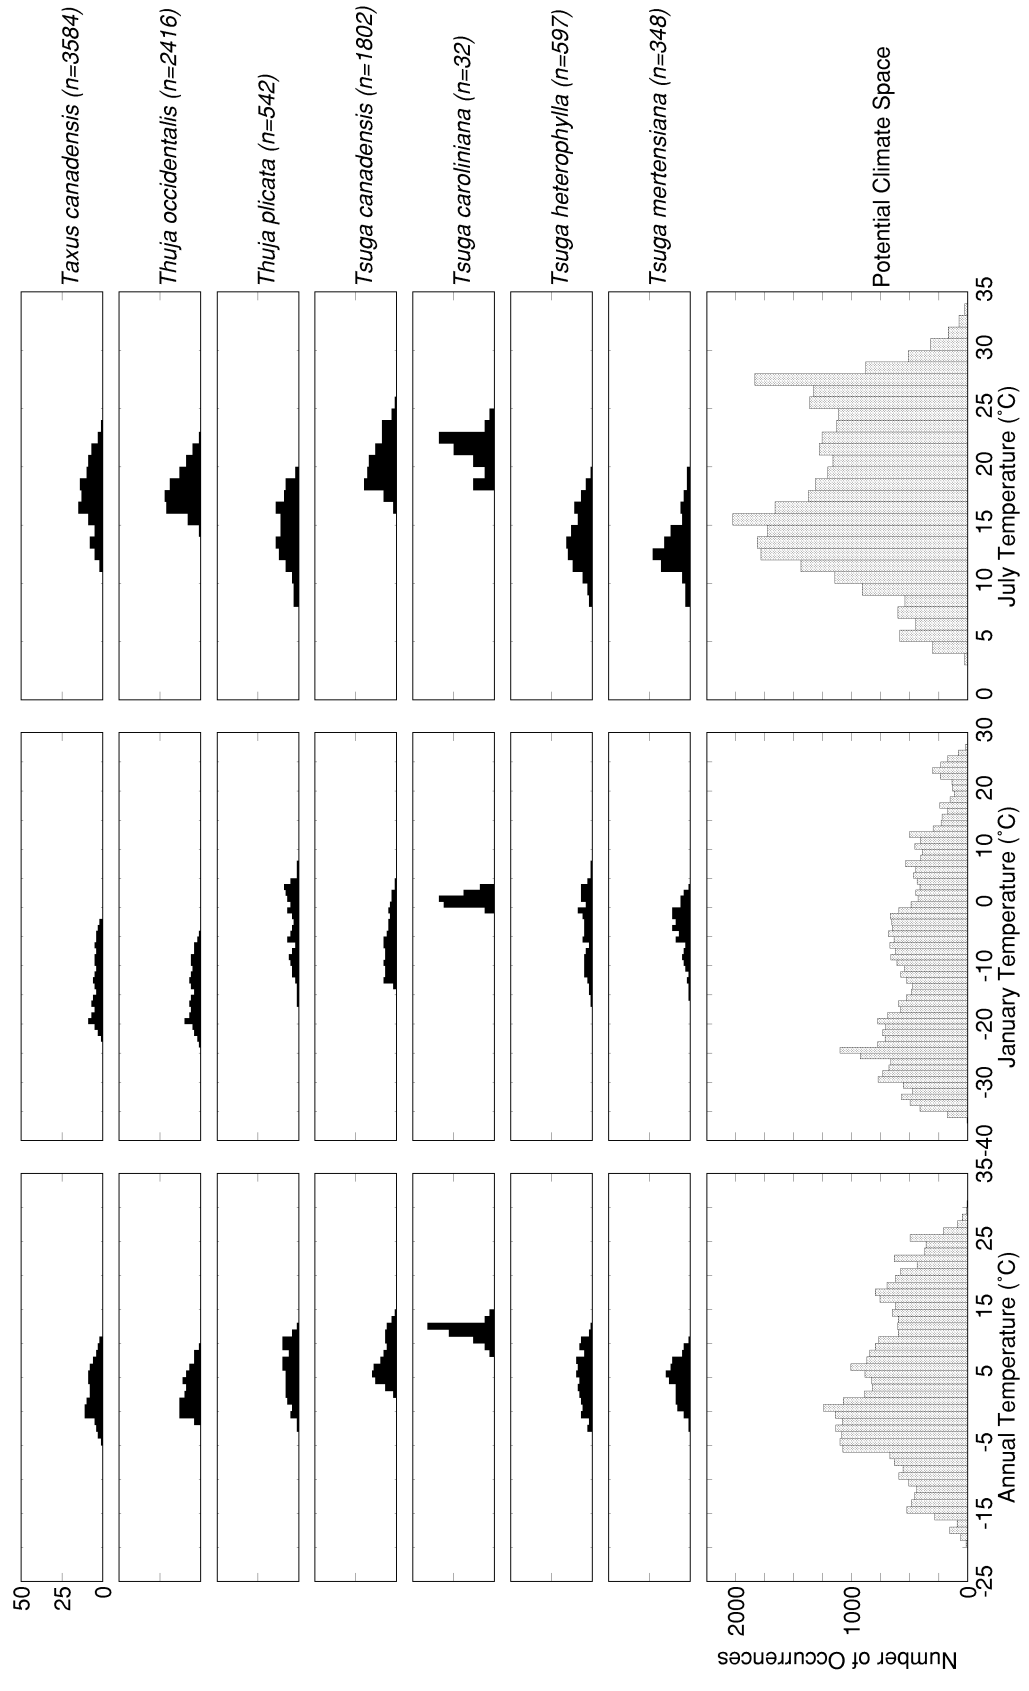 50
25
0
Taxus canadensis (n=3584)
Thuja occidentalis (n=2416)
Thuja plicata (n=542)
Tsuga canadensis (n=1802)
Tsuga caroliniana (n=32)
Tsuga heterophylla (n=597)
Tsuga mertensiana (n=348)
Potential Climate Space
Number of Occurrences
2000
1000
0
-25 -15 -5 5 15 25 35
Annual Temperature (˚C)
-40 -30 -20 -10 0 10 20 30
January Temperature (˚C)
0 5 10 15 20 25 30 35
July Temperature (˚C)